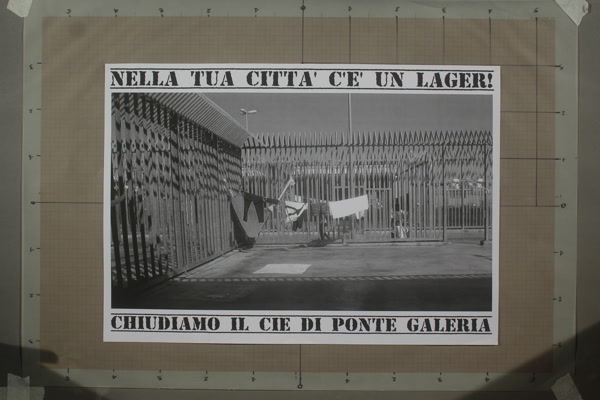 NELLA TUA CITTA' C'E' UN LAGER!
CHIUDIAMO IL CIE DI PONTE GALERIA